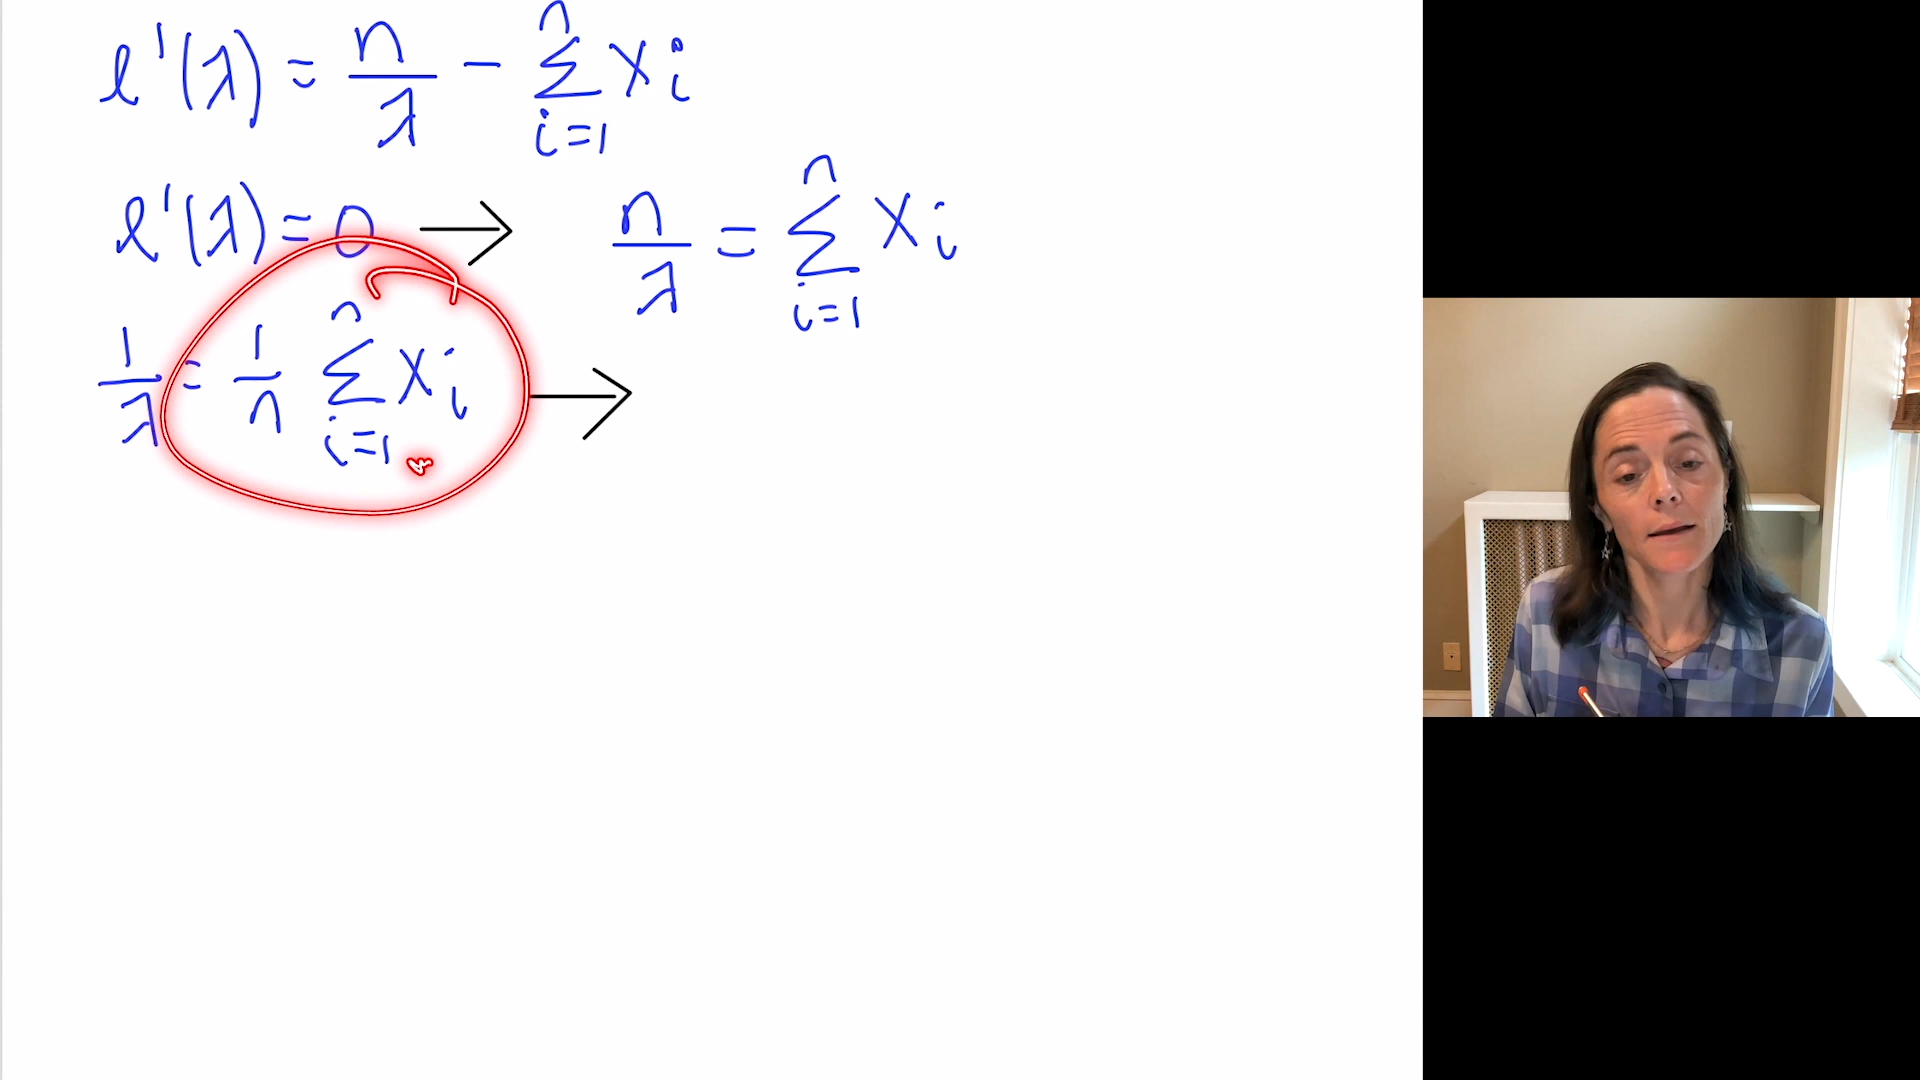 ℓ'(λ) = n/λ − Σ_{i=1}^{n} X_i
ℓ'(λ) = 0 → n/λ = Σ_{i=1}^{n} X_i
1/λ = 1/n Σ_{i=1}^{n} X_i →